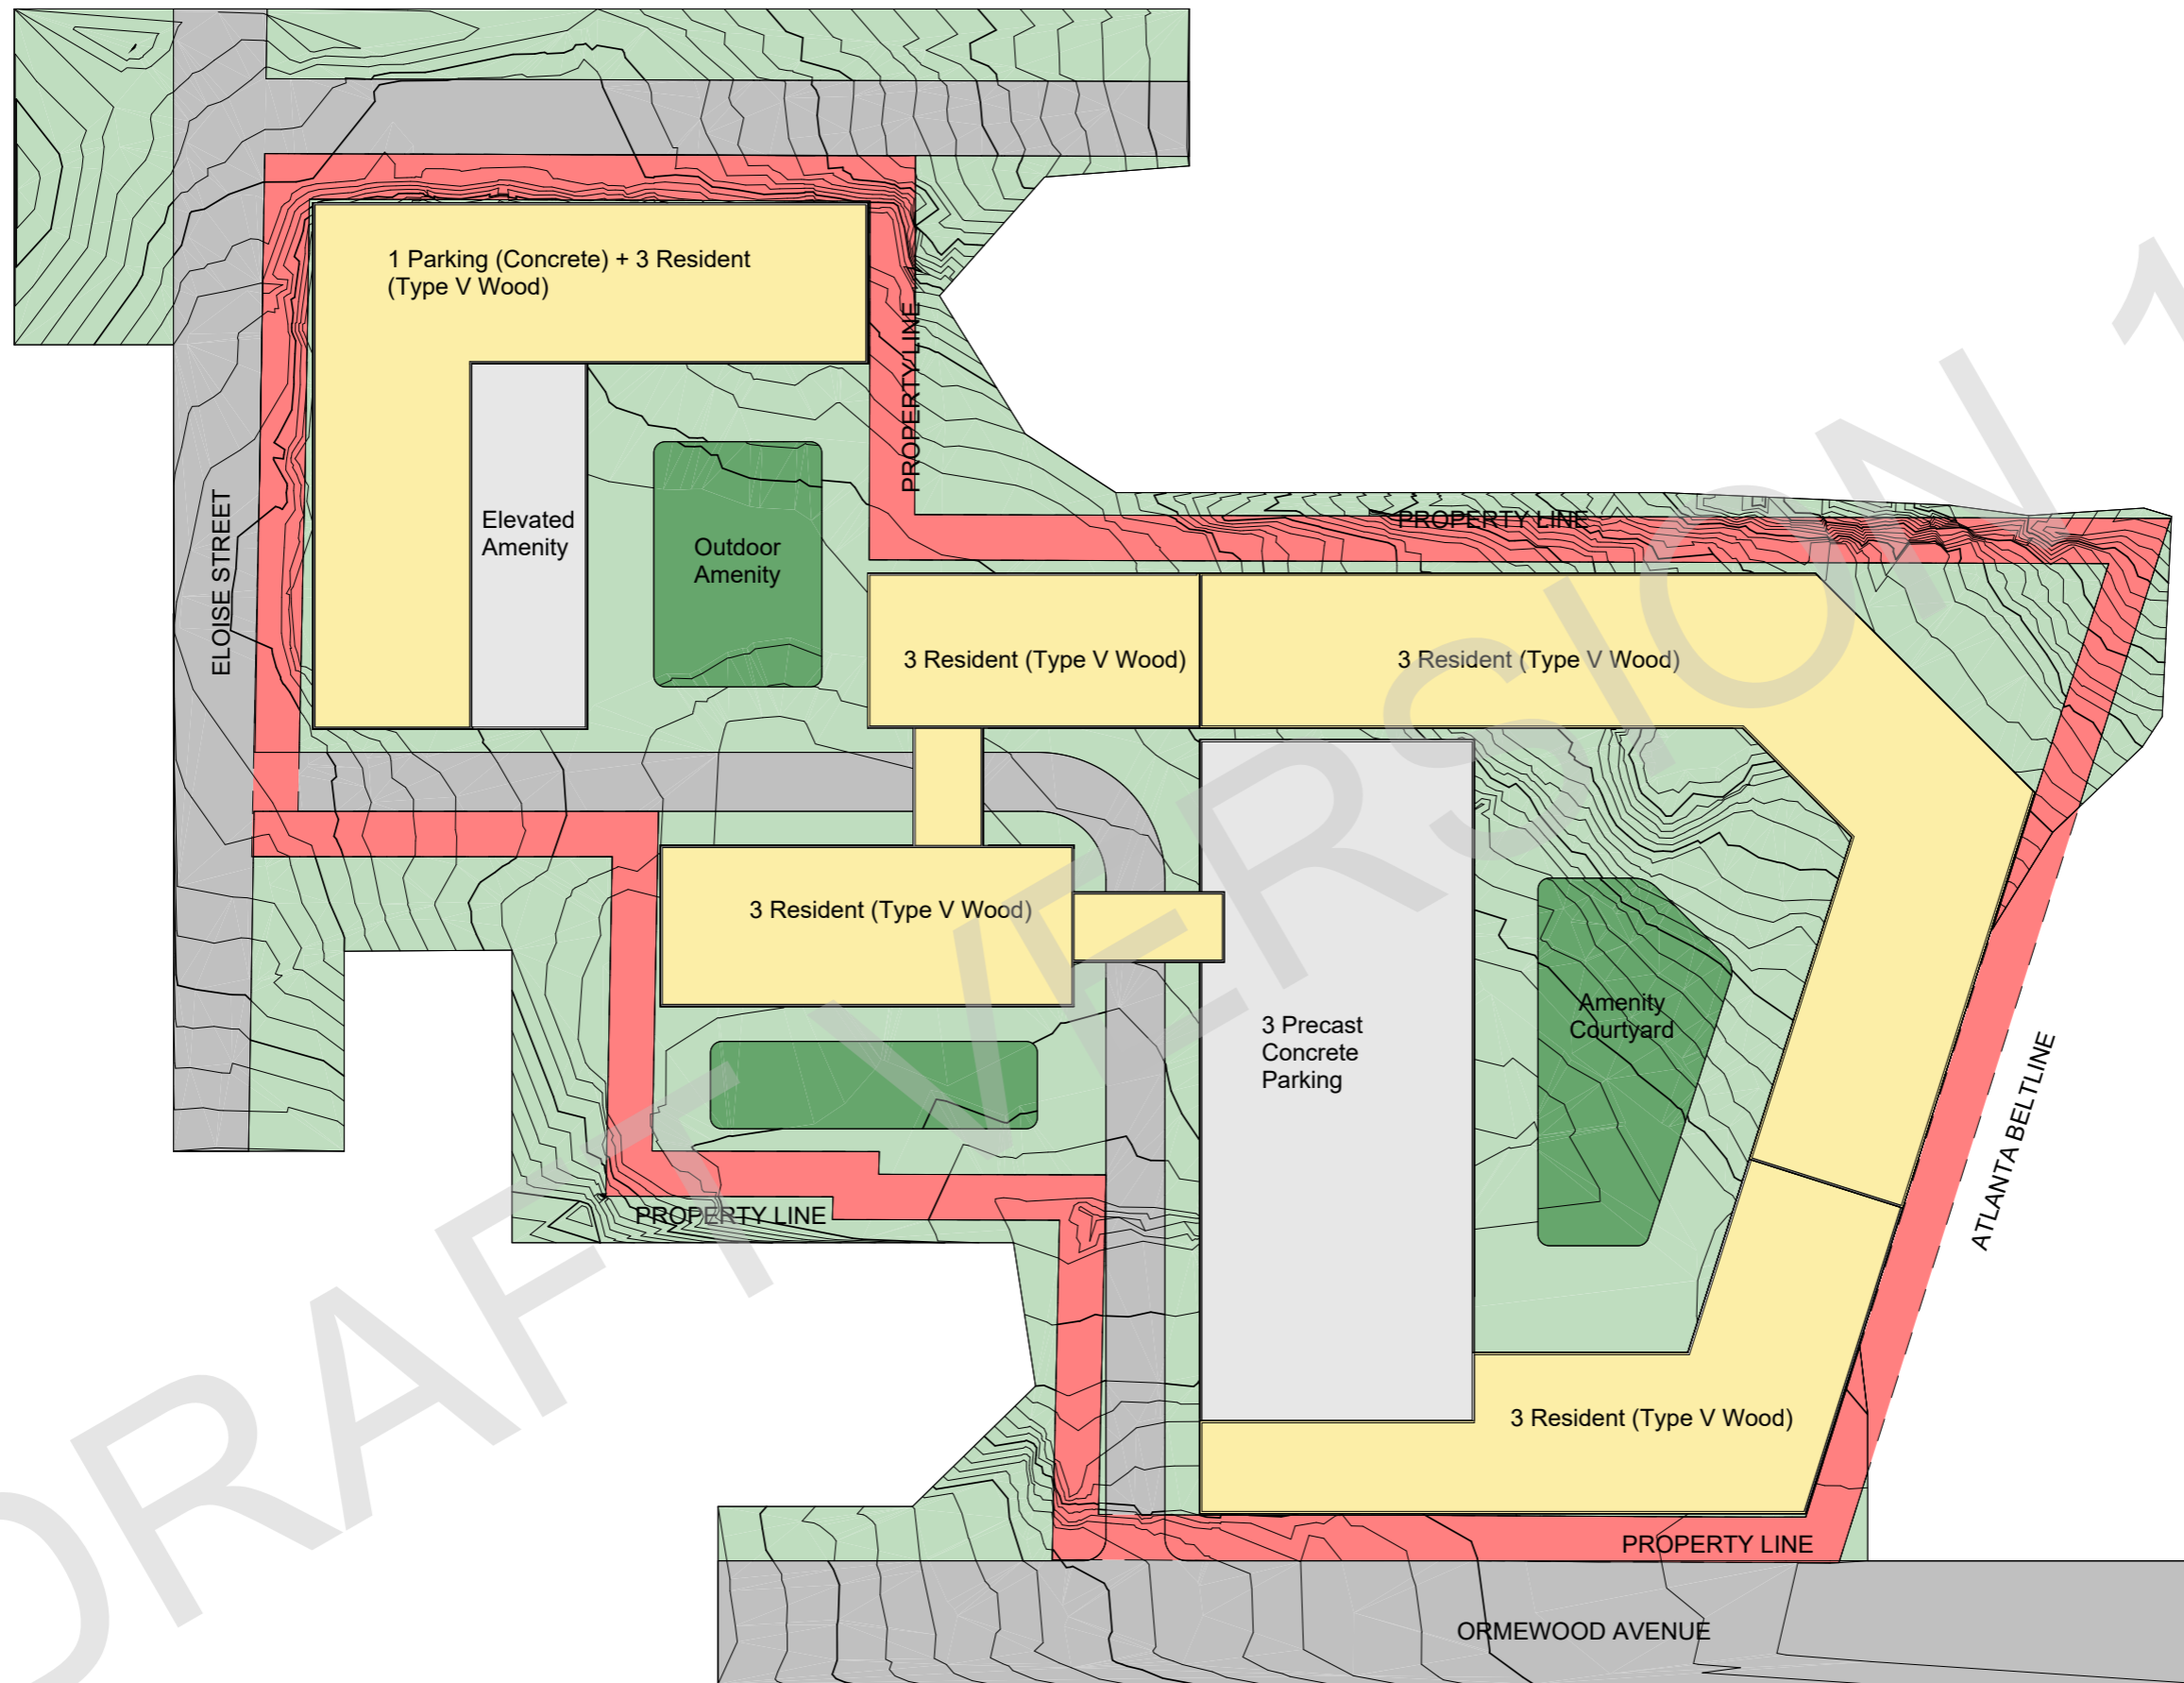 1 Parking (Concrete) + 3 Resident
(Type V Wood)
PROPERTY LINE
ELOISE STREET
Elevated
Amenity
Outdoor
Amenity
PROPERTY LINE
3 Resident (Type V Wood)
3 Resident (Type V Wood)
3 Resident (Type V Wood)
3 Precast
Concrete
Parking
Amenity
Courtyard
ATLANTA BELTLINE
PROPERTY LINE
3 Resident (Type V Wood)
PROPERTY LINE
ORMEWOOD AVENUE
DRAFT VERSION 1